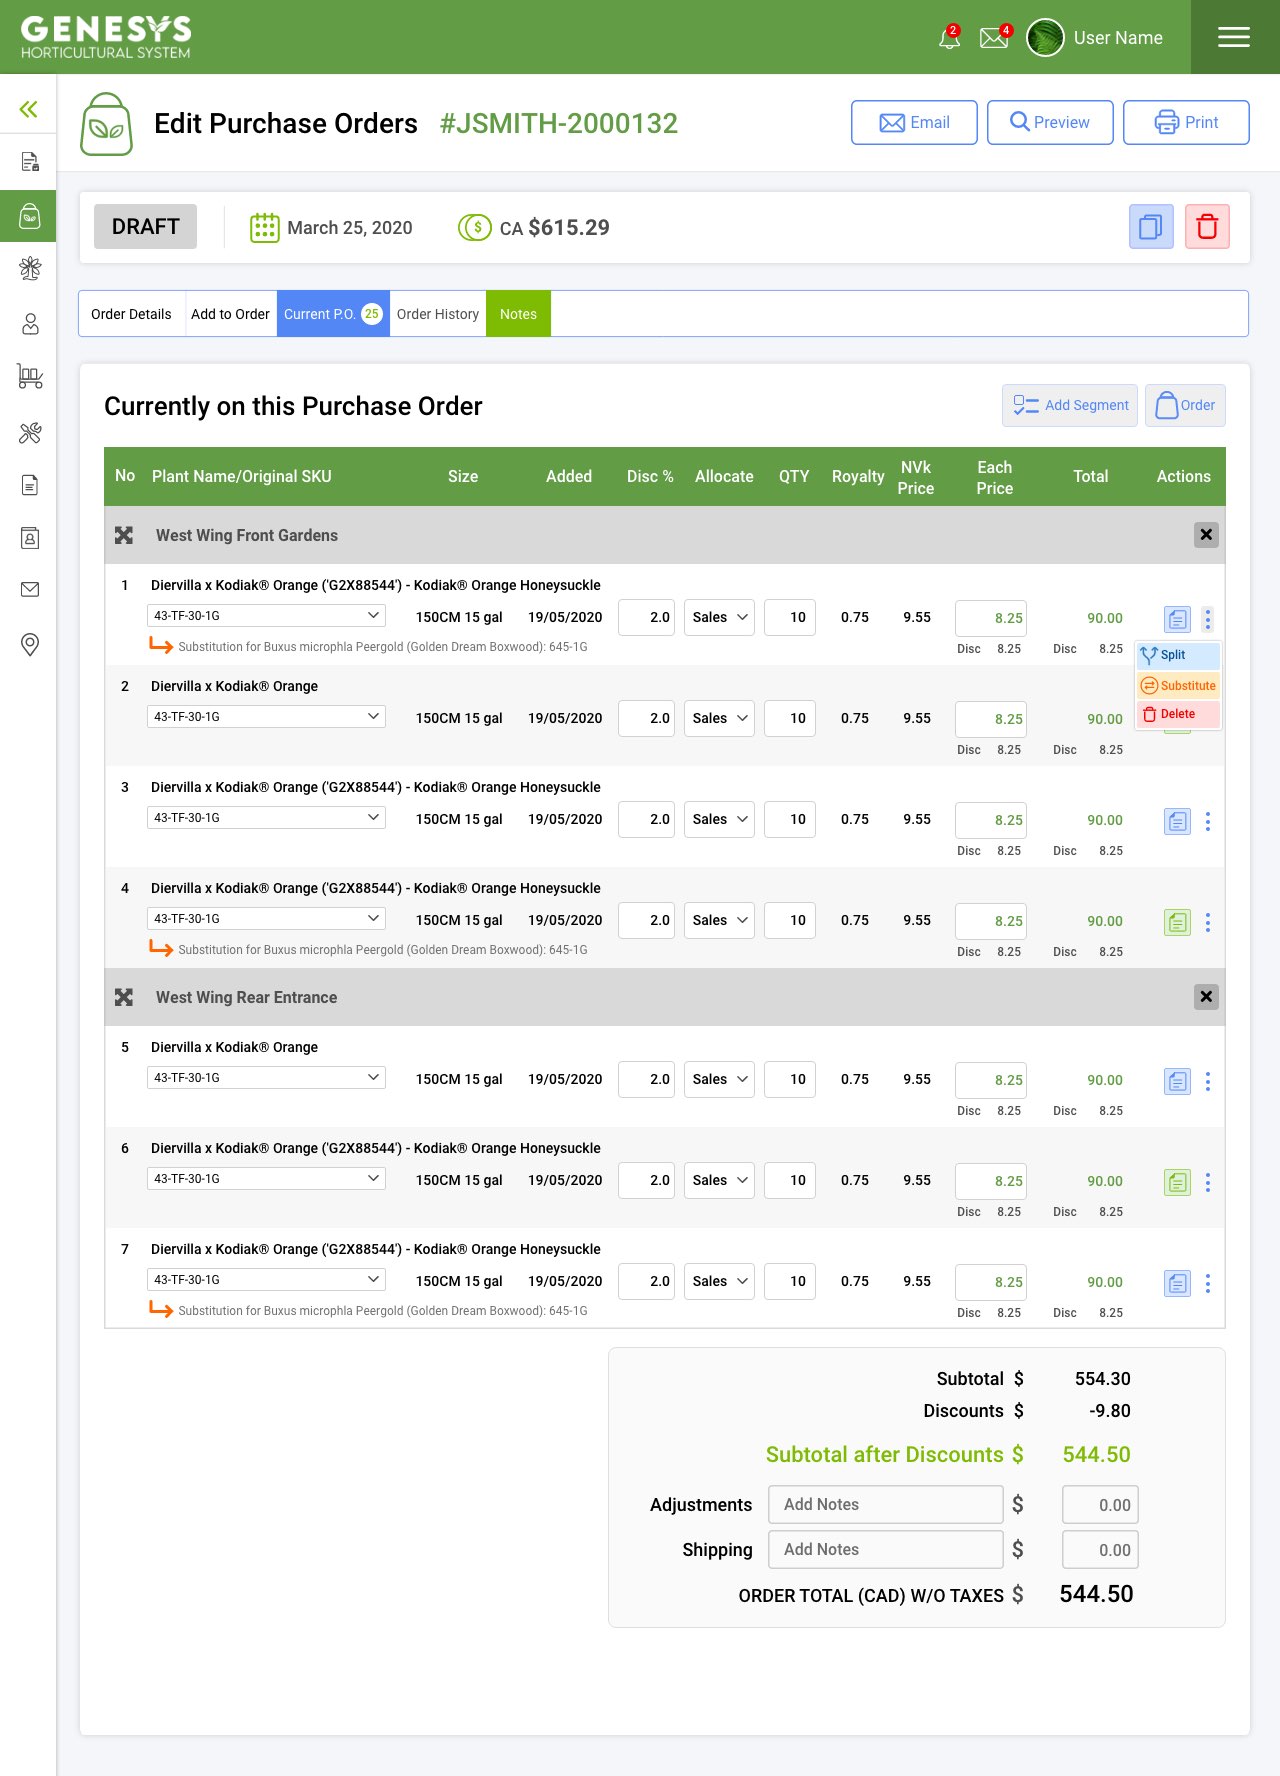 GENESYS
HORTICULTURAL SYSTEM
2
4
User Name
Edit Purchase Orders #JSMITH-2000132
Email
Preview
Print
DRAFT
March 25, 2020
$ CA $615.29
Order Details
Add to Order
Current P.O. 25
Order History
Notes
Currently on this Purchase Order
Add Segment
Order
No Plant Name/Original SKU Size Added Disc % Allocate QTY Royalty NVk Price Each Price Total Actions
West Wing Front Gardens
1 Diervilla x Kodiak® Orange ('G2X88544') - Kodiak® Orange Honeysuckle
43-TF-30-1G 150CM 15 gal 19/05/2020 2.0 Sales 10 0.75 9.55 8.25 90.00
Substitution for Buxus microphla Peergold (Golden Dream Boxwood): 645-1G Disc 8.25 Disc 8.25
Split
Substitute
Delete
2 Diervilla x Kodiak® Orange
43-TF-30-1G 150CM 15 gal 19/05/2020 2.0 Sales 10 0.75 9.55 8.25 90.00
Disc 8.25 Disc 8.25
3 Diervilla x Kodiak® Orange ('G2X88544') - Kodiak® Orange Honeysuckle
43-TF-30-1G 150CM 15 gal 19/05/2020 2.0 Sales 10 0.75 9.55 8.25 90.00
Disc 8.25 Disc 8.25
4 Diervilla x Kodiak® Orange ('G2X88544') - Kodiak® Orange Honeysuckle
43-TF-30-1G 150CM 15 gal 19/05/2020 2.0 Sales 10 0.75 9.55 8.25 90.00
Substitution for Buxus microphla Peergold (Golden Dream Boxwood): 645-1G Disc 8.25 Disc 8.25
West Wing Rear Entrance
5 Diervilla x Kodiak® Orange
43-TF-30-1G 150CM 15 gal 19/05/2020 2.0 Sales 10 0.75 9.55 8.25 90.00
Disc 8.25 Disc 8.25
6 Diervilla x Kodiak® Orange ('G2X88544') - Kodiak® Orange Honeysuckle
43-TF-30-1G 150CM 15 gal 19/05/2020 2.0 Sales 10 0.75 9.55 8.25 90.00
Disc 8.25 Disc 8.25
7 Diervilla x Kodiak® Orange ('G2X88544') - Kodiak® Orange Honeysuckle
43-TF-30-1G 150CM 15 gal 19/05/2020 2.0 Sales 10 0.75 9.55 8.25 90.00
Substitution for Buxus microphla Peergold (Golden Dream Boxwood): 645-1G Disc 8.25 Disc 8.25
Subtotal $ 554.30
Discounts $ -9.80
Subtotal after Discounts $ 544.50
Adjustments Add Notes $ 0.00
Shipping Add Notes $ 0.00
ORDER TOTAL (CAD) W/O TAXES $ 544.50